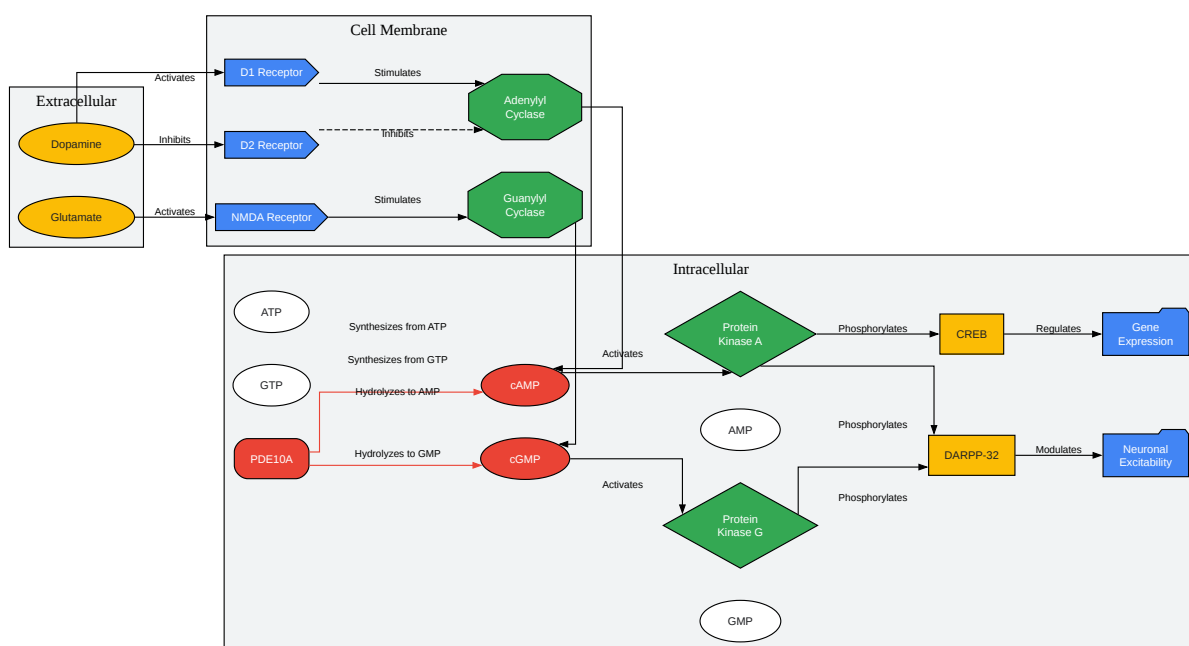 Cell Membrane
D1 Receptor
Activates
Stimulates
Adenylyl
Cyclase
Extracellular
Dopamine
Inhibits
D2 Receptor
Inhibits
Glutamate
Activates
NMDA Receptor
Stimulates
Guanylyl
Cyclase
Intracellular
ATP
Synthesizes from ATP
GTP
Synthesizes from GTP
Hydrolyzes to AMP
cAMP
Activates
Protein
Kinase A
Phosphorylates
CREB
Regulates
Gene
Expression
PDE10A
Hydrolyzes to GMP
cGMP
Activates
AMP
Phosphorylates
DARPP-32
Modulates
Neuronal
Excitability
Protein
Kinase G
Phosphorylates
GMP